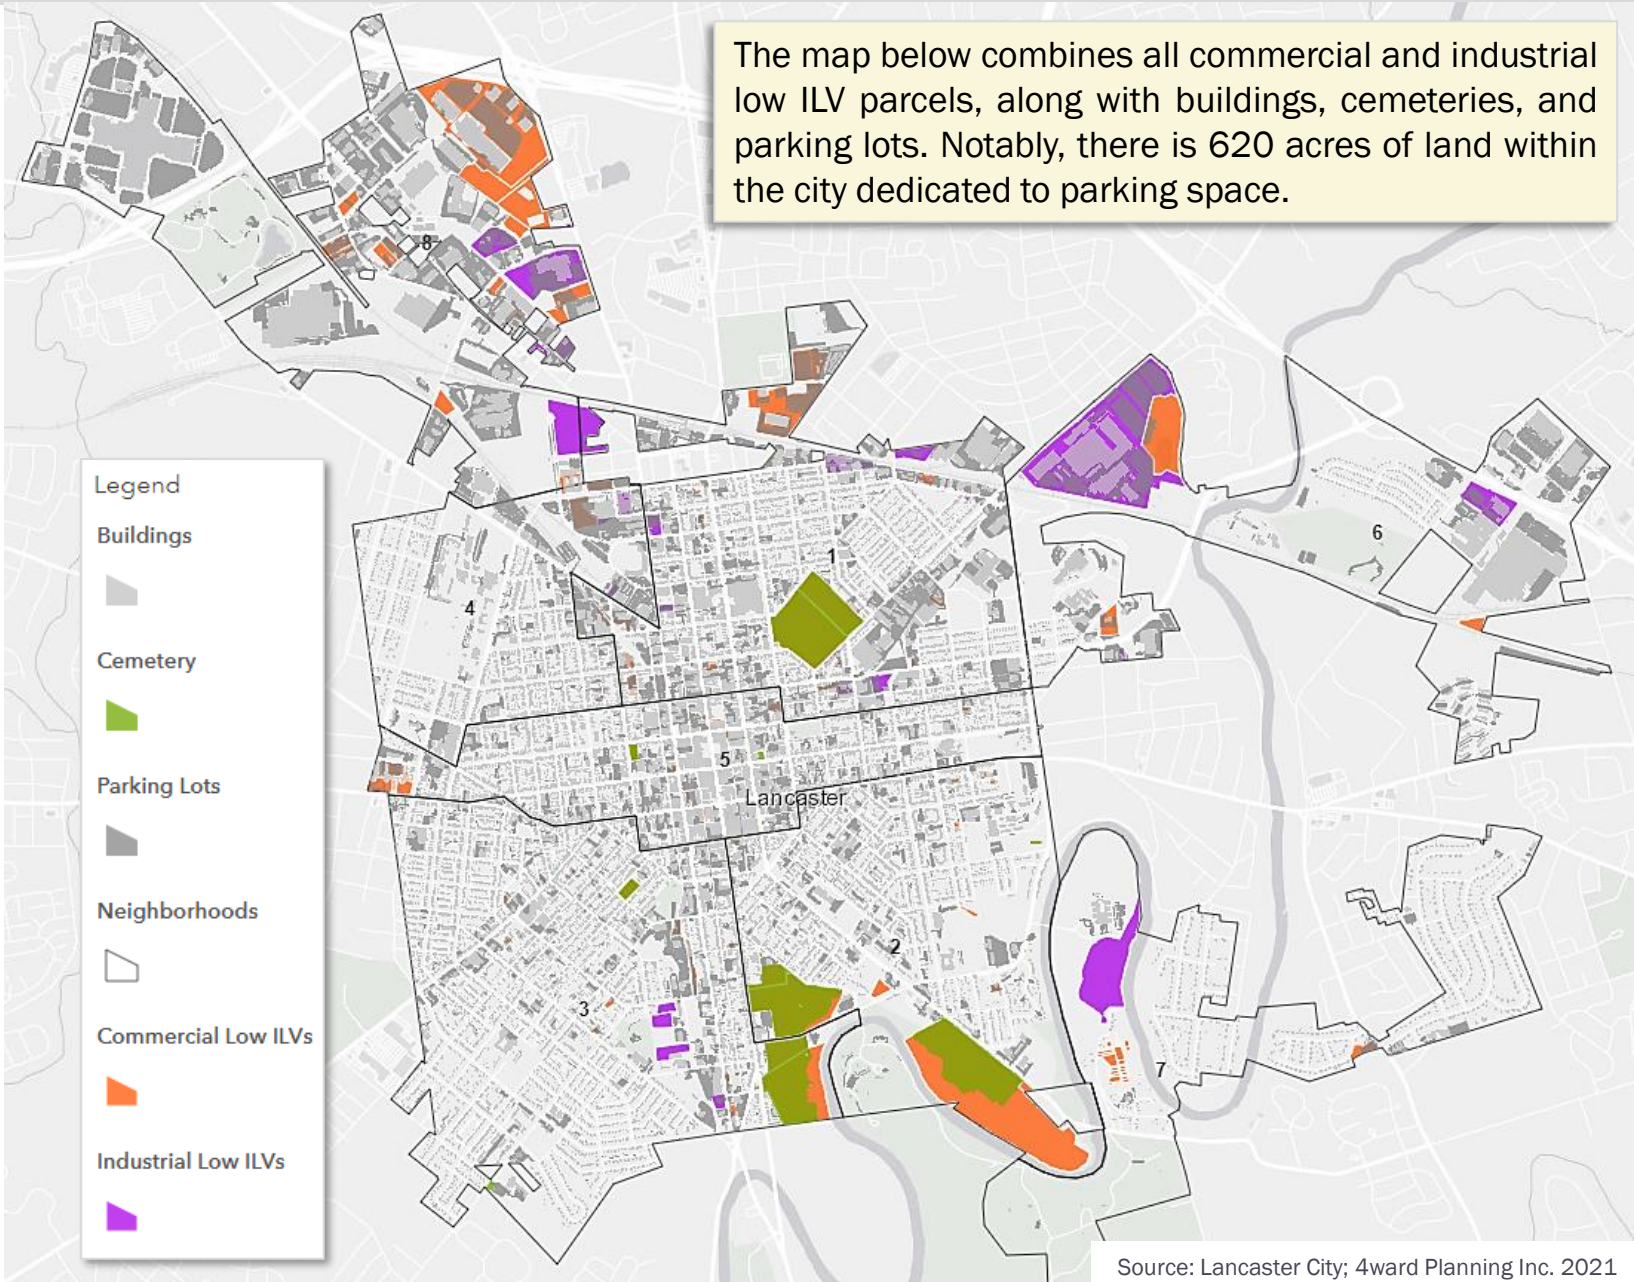 The map below combines all commercial and industrial
low ILV parcels, along with buildings, cemeteries, and
parking lots. Notably, there is 620 acres of land within
the city dedicated to parking space.
8
Legend
Buildings
Cemetery
Parking Lots
Neighborhoods
Commercial Low ILVs
Industrial Low ILVs
6
1
4
5
Lancaster
2
3
7
Source: Lancaster City; 4ward Planning Inc. 2021